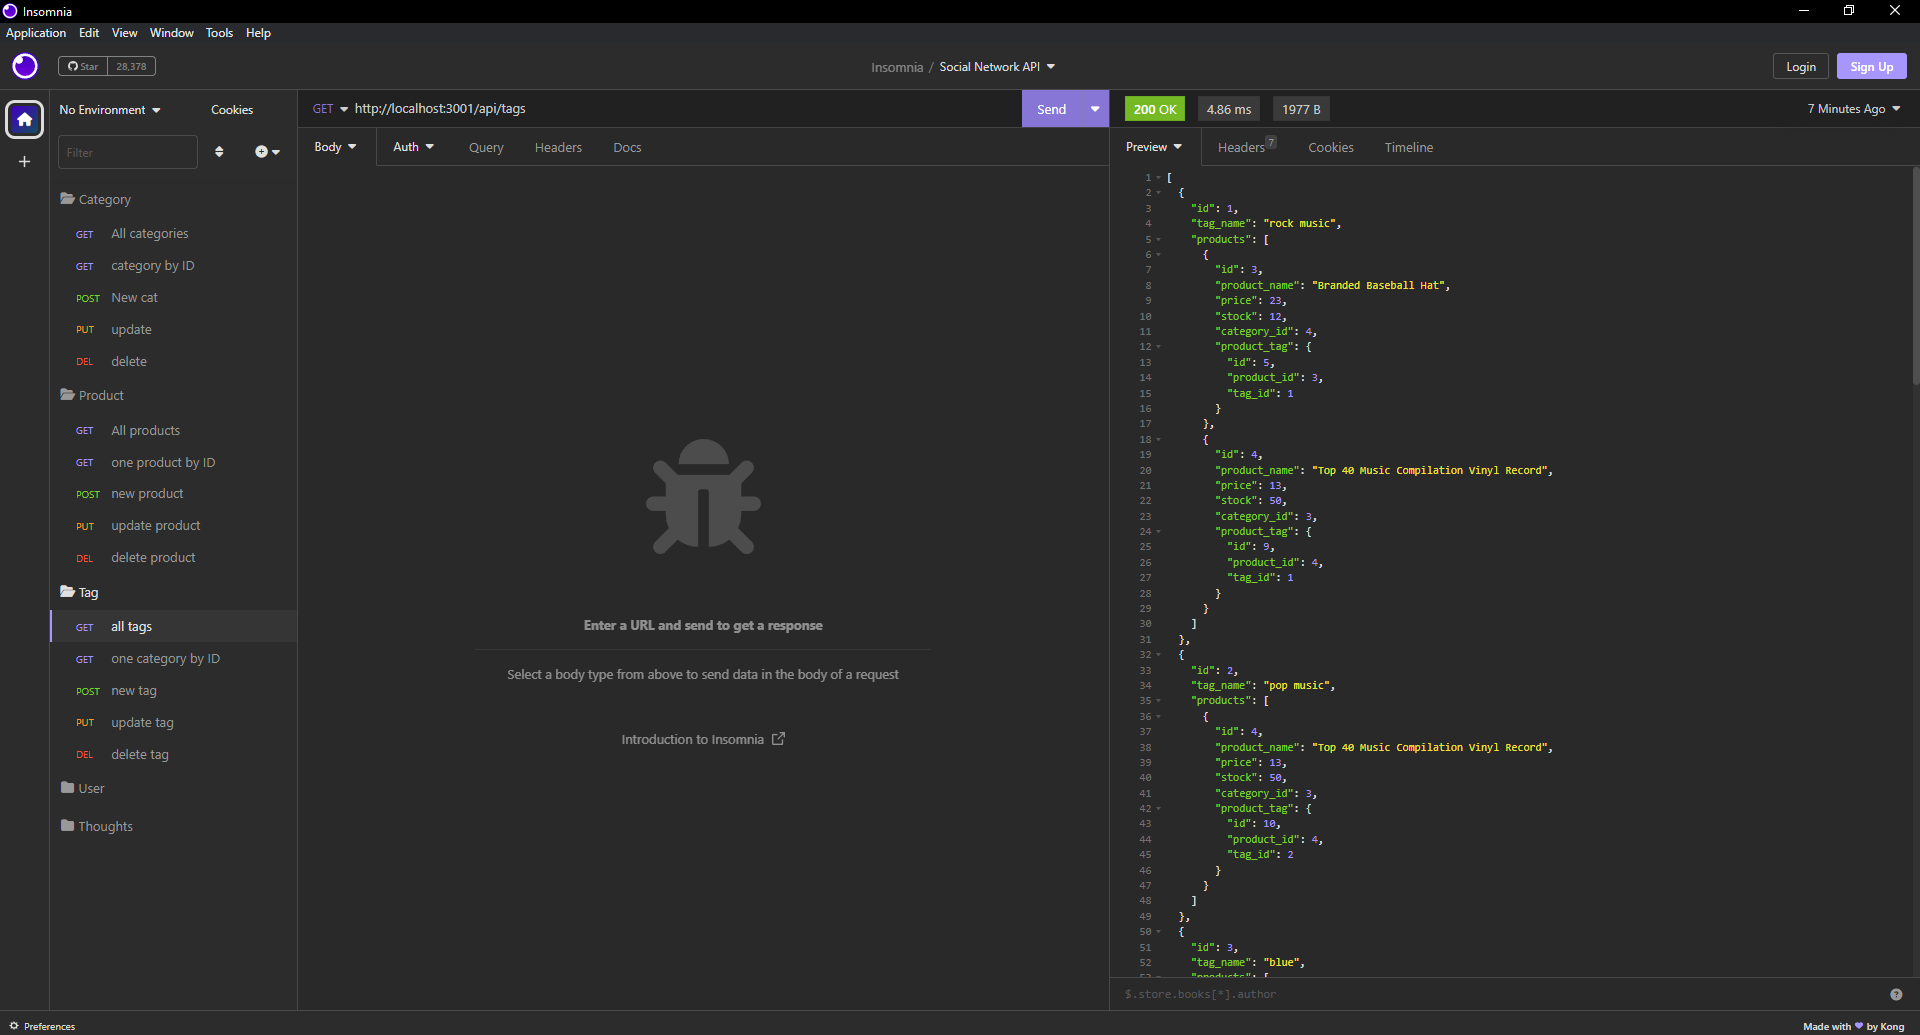 Insomnia
Application Edit View Window Tools Help
Star 28,378
Insomnia / Social Network API
Login Sign Up
No Environment Cookies
Filter
Category
GET All categories
GET category by ID
POST New cat
PUT update
DEL delete
Product
GET All products
GET one product by ID
POST new product
PUT update product
DEL delete product
Tag
GET all tags
GET one category by ID
POST new tag
PUT update tag
DEL delete tag
User
Thoughts
GET http://localhost:3001/api/tags Send
Body Auth Query Headers Docs
Enter a URL and send to get a response
Select a body type from above to send data in the body of a request
Introduction to Insomnia
200 OK 4.86 ms 1977 B 7 Minutes Ago
Preview Headers 7 Cookies Timeline
1 [
2 {
3 "id": 1,
4 "tag_name": "rock music",
5 "products": [
6 {
7 "id": 3,
8 "product_name": "Branded Baseball Hat",
9 "price": 23,
10 "stock": 12,
11 "category_id": 4,
12 "product_tag": {
13 "id": 5,
14 "product_id": 3,
15 "tag_id": 1
16 }
17 },
18 {
19 "id": 4,
20 "product_name": "Top 40 Music Compilation Vinyl Record",
21 "price": 13,
22 "stock": 50,
23 "category_id": 3,
24 "product_tag": {
25 "id": 9,
26 "product_id": 4,
27 "tag_id": 1
28 }
29 }
30 ]
31 },
32 {
33 "id": 2,
34 "tag_name": "pop music",
35 "products": [
36 {
37 "id": 4,
38 "product_name": "Top 40 Music Compilation Vinyl Record",
39 "price": 13,
40 "stock": 50,
41 "category_id": 3,
42 "product_tag": {
43 "id": 10,
44 "product_id": 4,
45 "tag_id": 2
46 }
47 }
48 ]
49 },
50 {
51 "id": 3,
52 "tag_name": "blue",
53 "products": [
$.store.books[*].author
Preferences
Made with ♥ by Kong